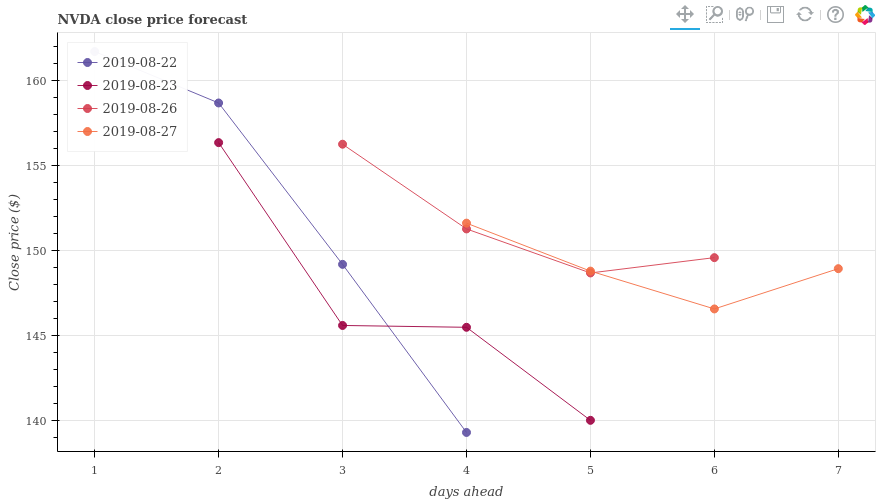 NVDA close price forecast
2019-08-22
2019-08-23
2019-08-26
2019-08-27
160
155
150
145
140
Close price ($)
1 2 3 4 5 6 7
days ahead